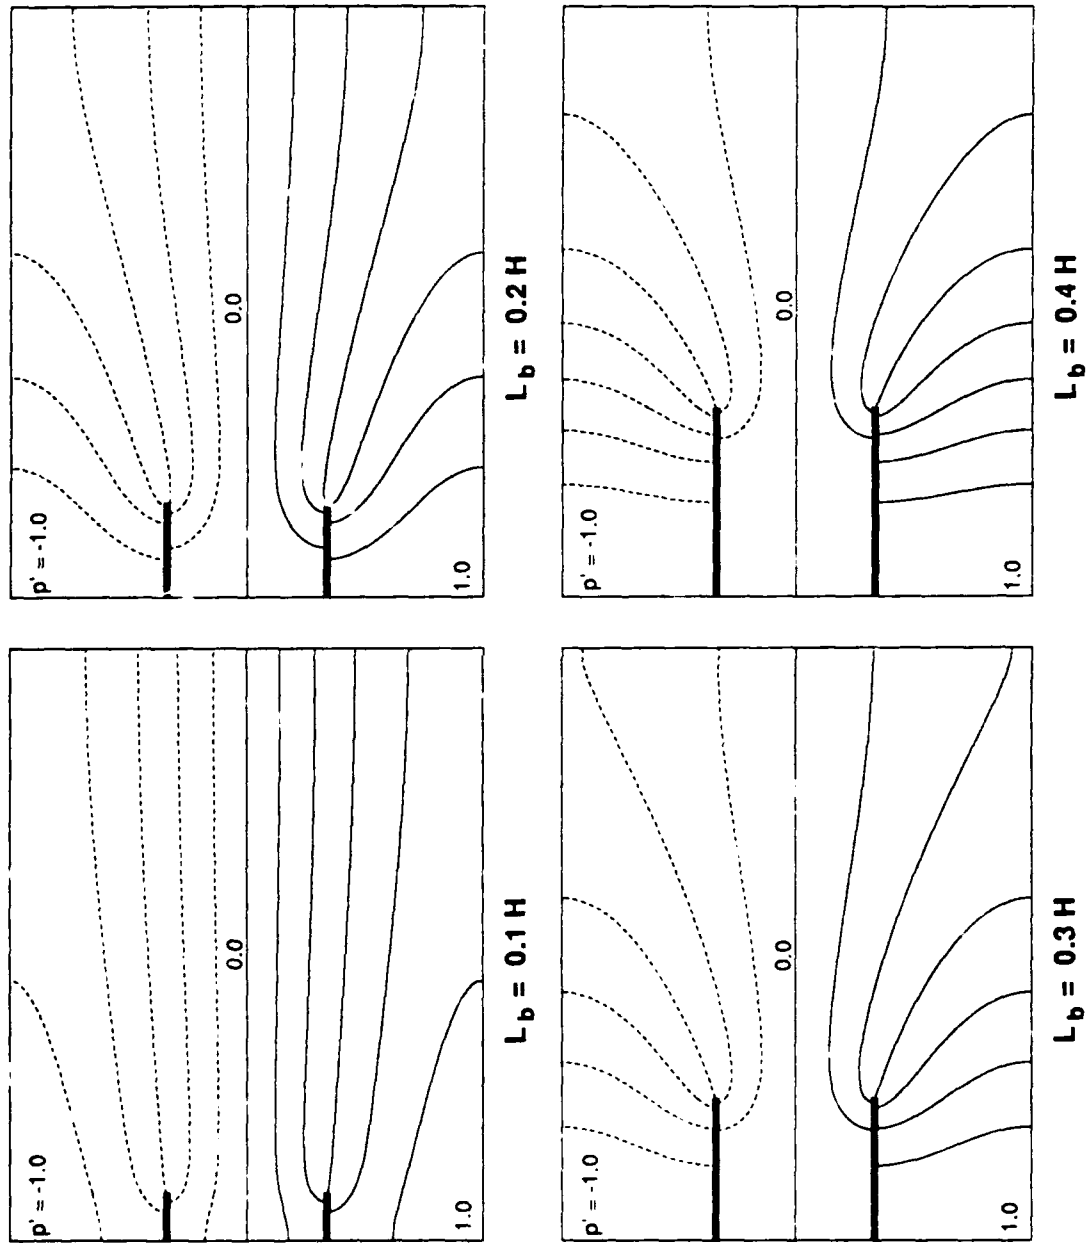 p' = -1.0
0.0
1.0
L_b = 0.1 H
p' = -1.0
0.0
1.0
L_b = 0.2 H
p' = -1.0
0.0
1.0
L_b = 0.3 H
p' = -1.0
0.0
1.0
L_b = 0.4 H